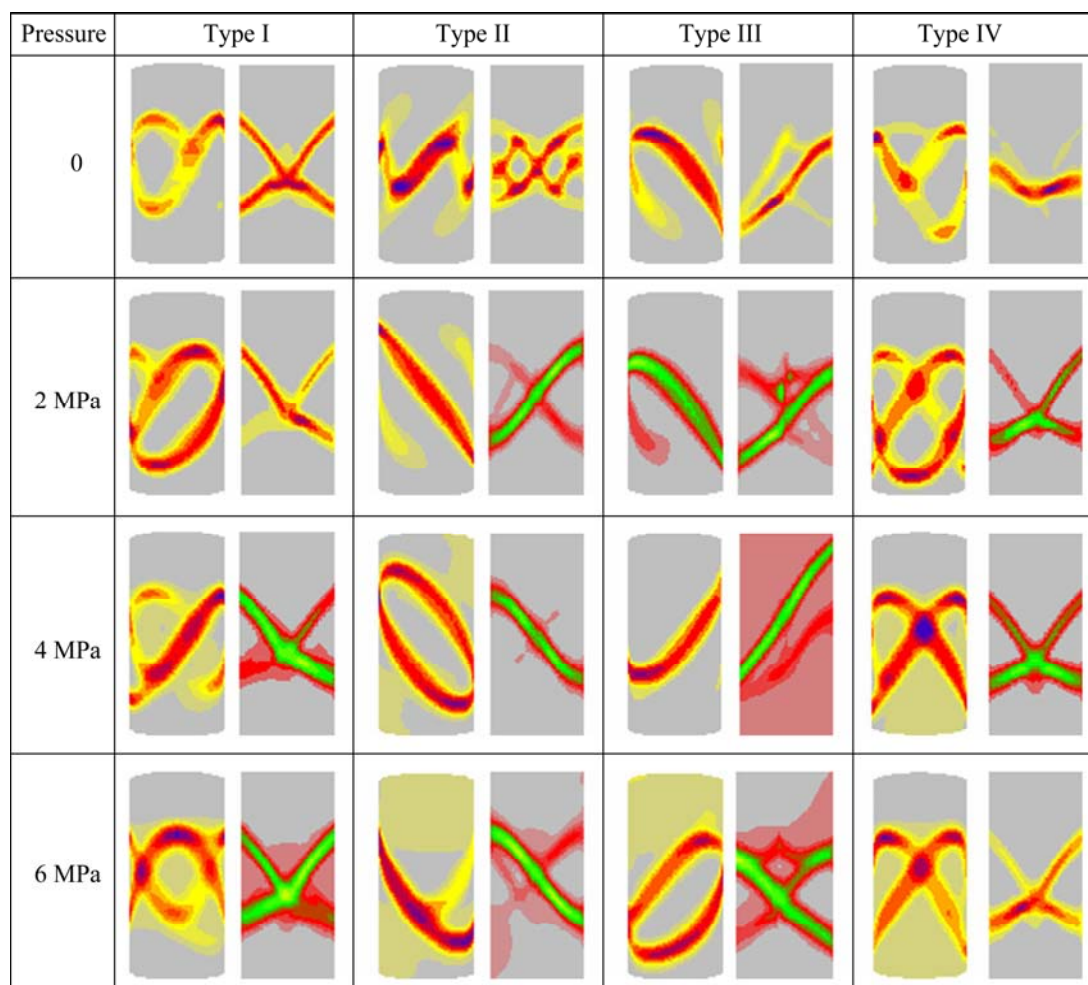 Pressure Type I Type II Type III Type IV
0
2 MPa
4 MPa
6 MPa